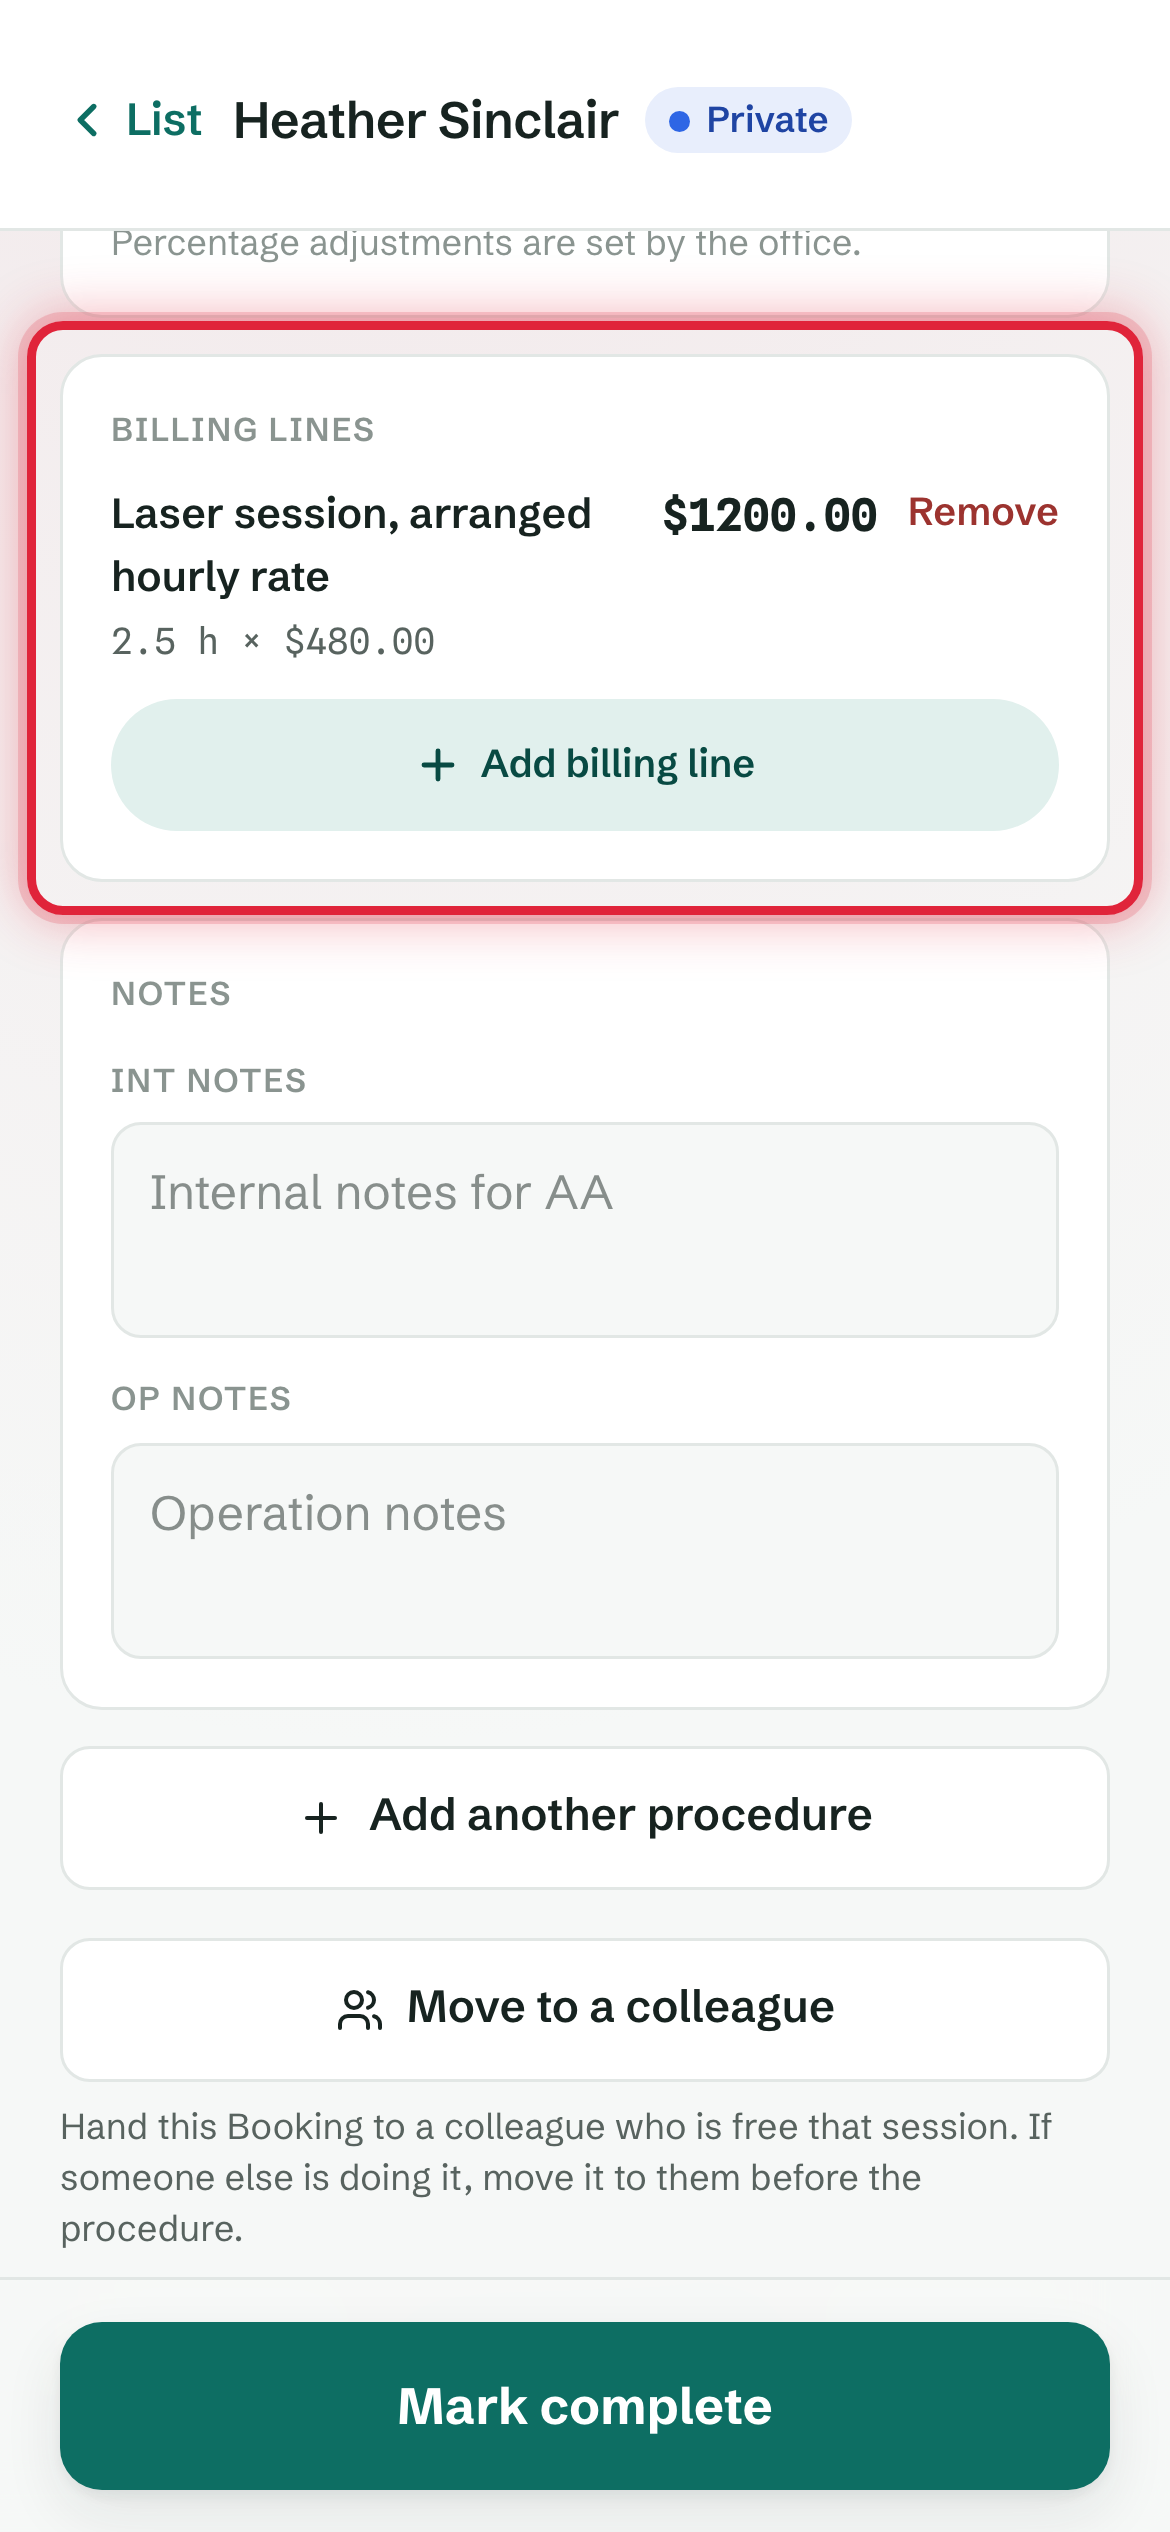 List Heather Sinclair Private
Percentage adjustments are set by the office.
BILLING LINES
Laser session, arranged $1200.00 Remove
hourly rate
2.5 h × $480.00
+ Add billing line
NOTES
INT NOTES
Internal notes for AA
OP NOTES
Operation notes
+ Add another procedure
Move to a colleague
Hand this Booking to a colleague who is free that session. If
someone else is doing it, move it to them before the
procedure.
Mark complete